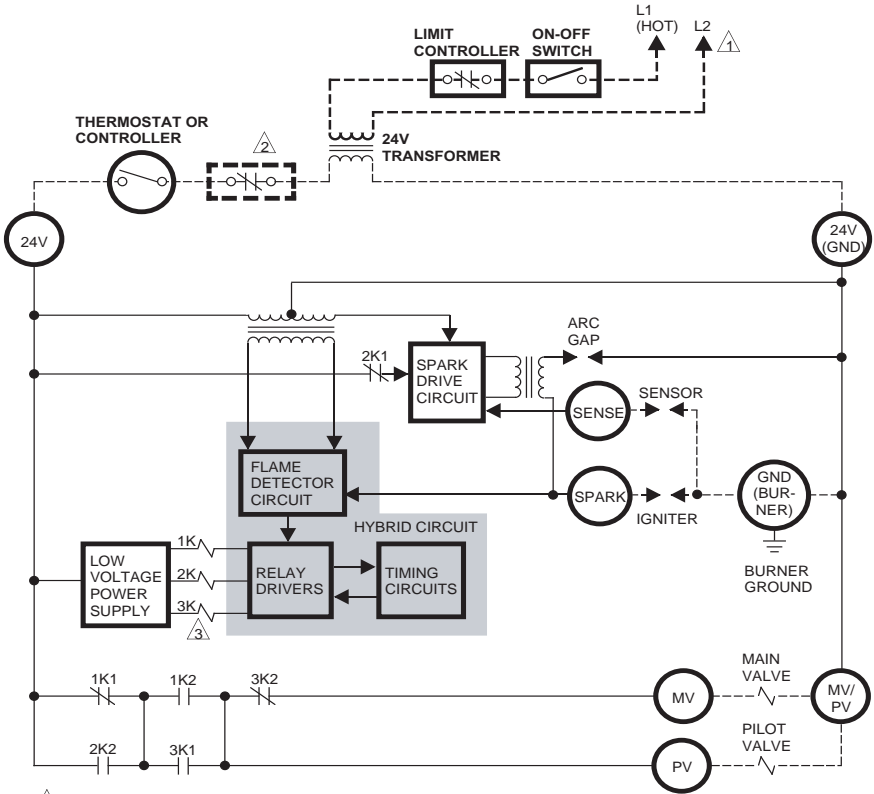 L1
(HOT)
L2
1
LIMIT
CONTROLLER
ON-OFF
SWITCH
THERMOSTAT OR
CONTROLLER
2
24V
TRANSFORMER
24V
24V
(GND)
2K1
SPARK
DRIVE
CIRCUIT
ARC
GAP
SENSE
SENSOR
FLAME
DETECTOR
CIRCUIT
SPARK
IGNITER
GND
(BUR-
NER)
HYBRID CIRCUIT
BURNER
GROUND
LOW
VOLTAGE
POWER
SUPPLY
1K
2K
3K
3
RELAY
DRIVERS
TIMING
CIRCUITS
1K1
1K2
3K2
MV
MAIN
VALVE
MV/
PV
2K2
3K1
PV
PILOT
VALVE